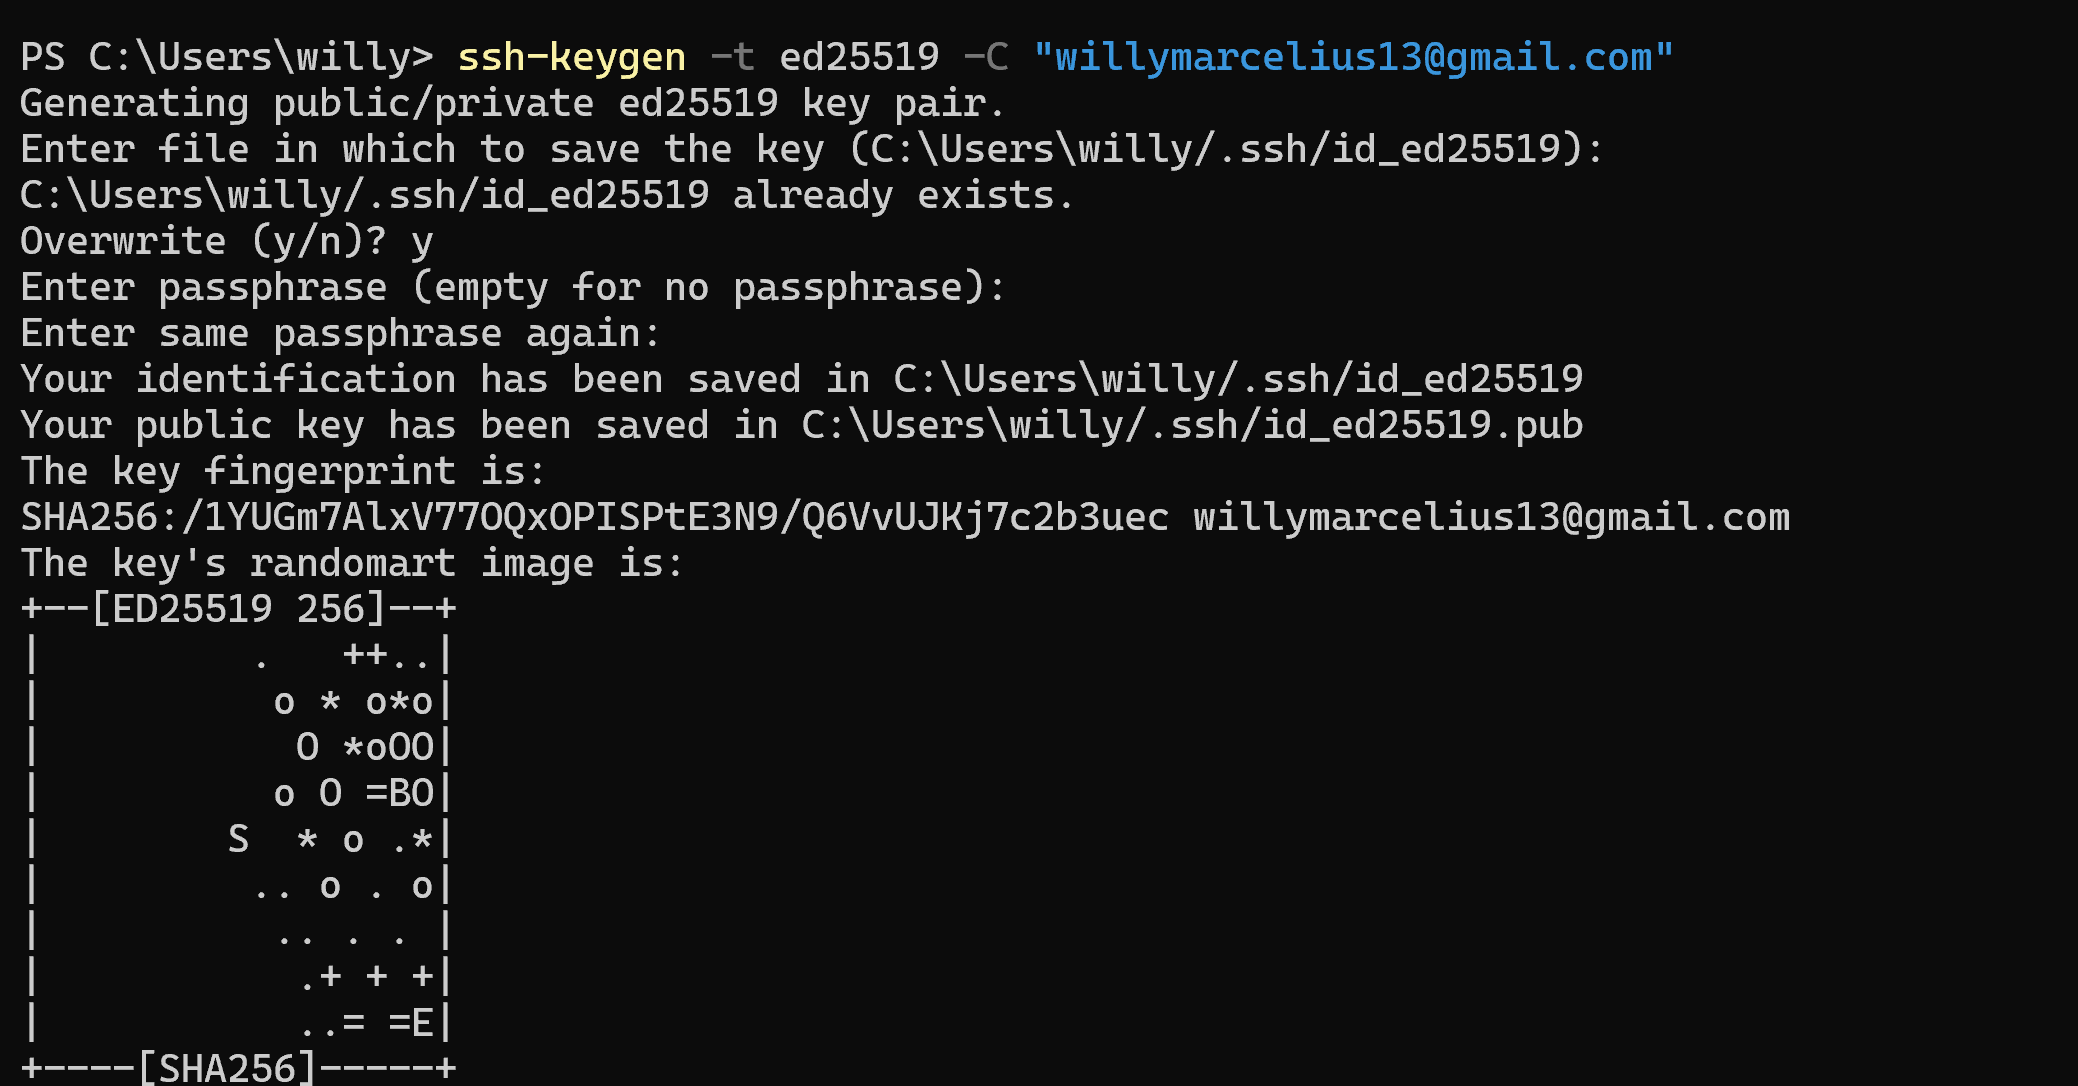 PS C:\Users\willy> ssh-keygen -t ed25519 -C "willymarcelius13@gmail.com"
Generating public/private ed25519 key pair.
Enter file in which to save the key (C:\Users\willy/.ssh/id_ed25519):
C:\Users\willy/.ssh/id_ed25519 already exists.
Overwrite (y/n)? y
Enter passphrase (empty for no passphrase):
Enter same passphrase again:
Your identification has been saved in C:\Users\willy/.ssh/id_ed25519
Your public key has been saved in C:\Users\willy/.ssh/id_ed25519.pub
The key fingerprint is:
SHA256:/1YUGm7AlxV77OQxOPISPtE3N9/Q6VvUJKj7c2b3uec willymarcelius13@gmail.com
The key's randomart image is:
+--[ED25519 256]--+
|         .   ++..|
|          o * o*o|
|           O *oOO|
|          o O =BO|
|        S  * o .*|
|         .. o . o|
|          .. . . |
|           .+ + +|
|           ..= =E|
+----[SHA256]-----+